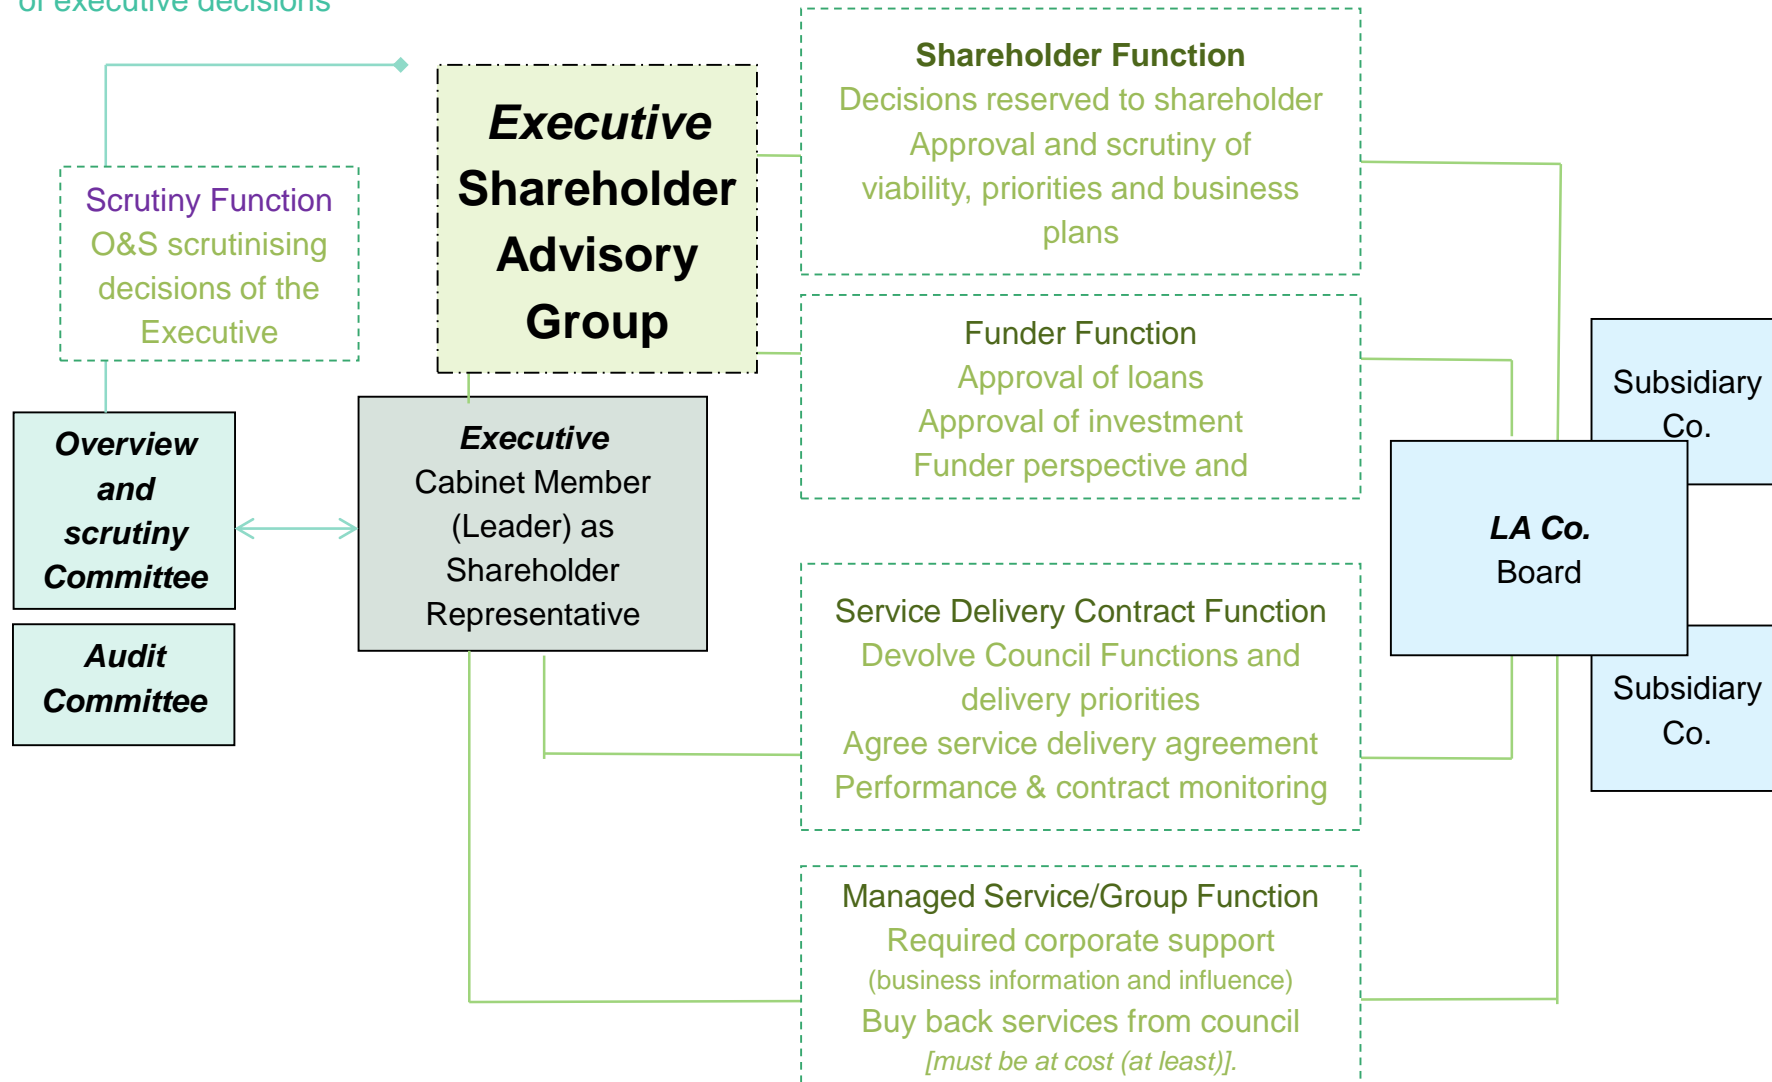 of executive decisions
Shareholder Function
Decisions reserved to shareholder
Approval and scrutiny of
viability, priorities and business
plans
Executive
Shareholder
Advisory
Group
Scrutiny Function
O&S scrutinising
decisions of the
Executive
Funder Function
Approval of loans
Approval of investment
Funder perspective and
Subsidiary
Co.
Overview
and
scrutiny
Committee
Executive
Cabinet Member
(Leader) as
Shareholder
Representative
LA Co.
Board
Audit
Committee
Service Delivery Contract Function
Devolve Council Functions and
delivery priorities
Agree service delivery agreement
Performance & contract monitoring
Subsidiary
Co.
Managed Service/Group Function
Required corporate support
(business information and influence)
Buy back services from council
[must be at cost (at least)].